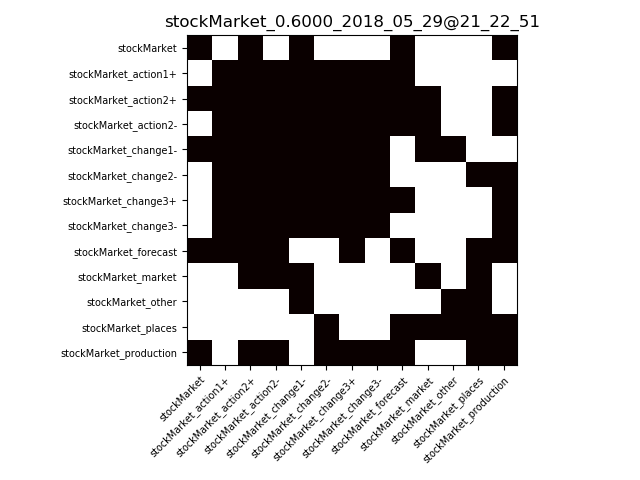 stockMarket_0.6000_2018_05_29@21_22_51
stockMarket
stockMarket_action1+
stockMarket_action2+
stockMarket_action2-
stockMarket_change1-
stockMarket_change2-
stockMarket_change3+
stockMarket_change3-
stockMarket_forecast
stockMarket_market
stockMarket_other
stockMarket_places
stockMarket_production
stockMarket
stockMarket_action1+
stockMarket_action2+
stockMarket_action2-
stockMarket_change1-
stockMarket_change2-
stockMarket_change3+
stockMarket_change3-
stockMarket_forecast
stockMarket_market
stockMarket_other
stockMarket_places
stockMarket_production